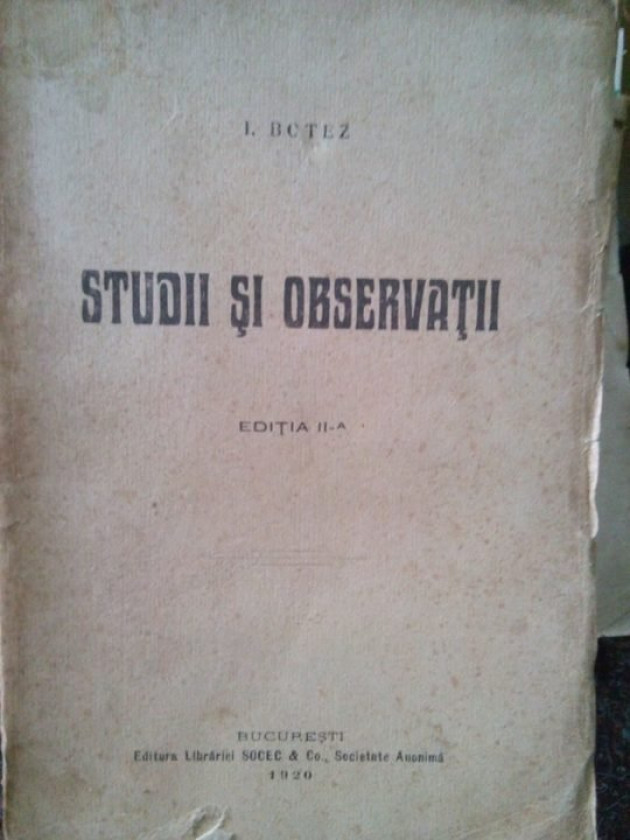 I. BOTEZ
STUDII ŞI OBSERVAŢII
EDIŢIA II-A
BUCUREŞTI
Editura Librăriei SOCEC & Co., Societate Anonimă
1920